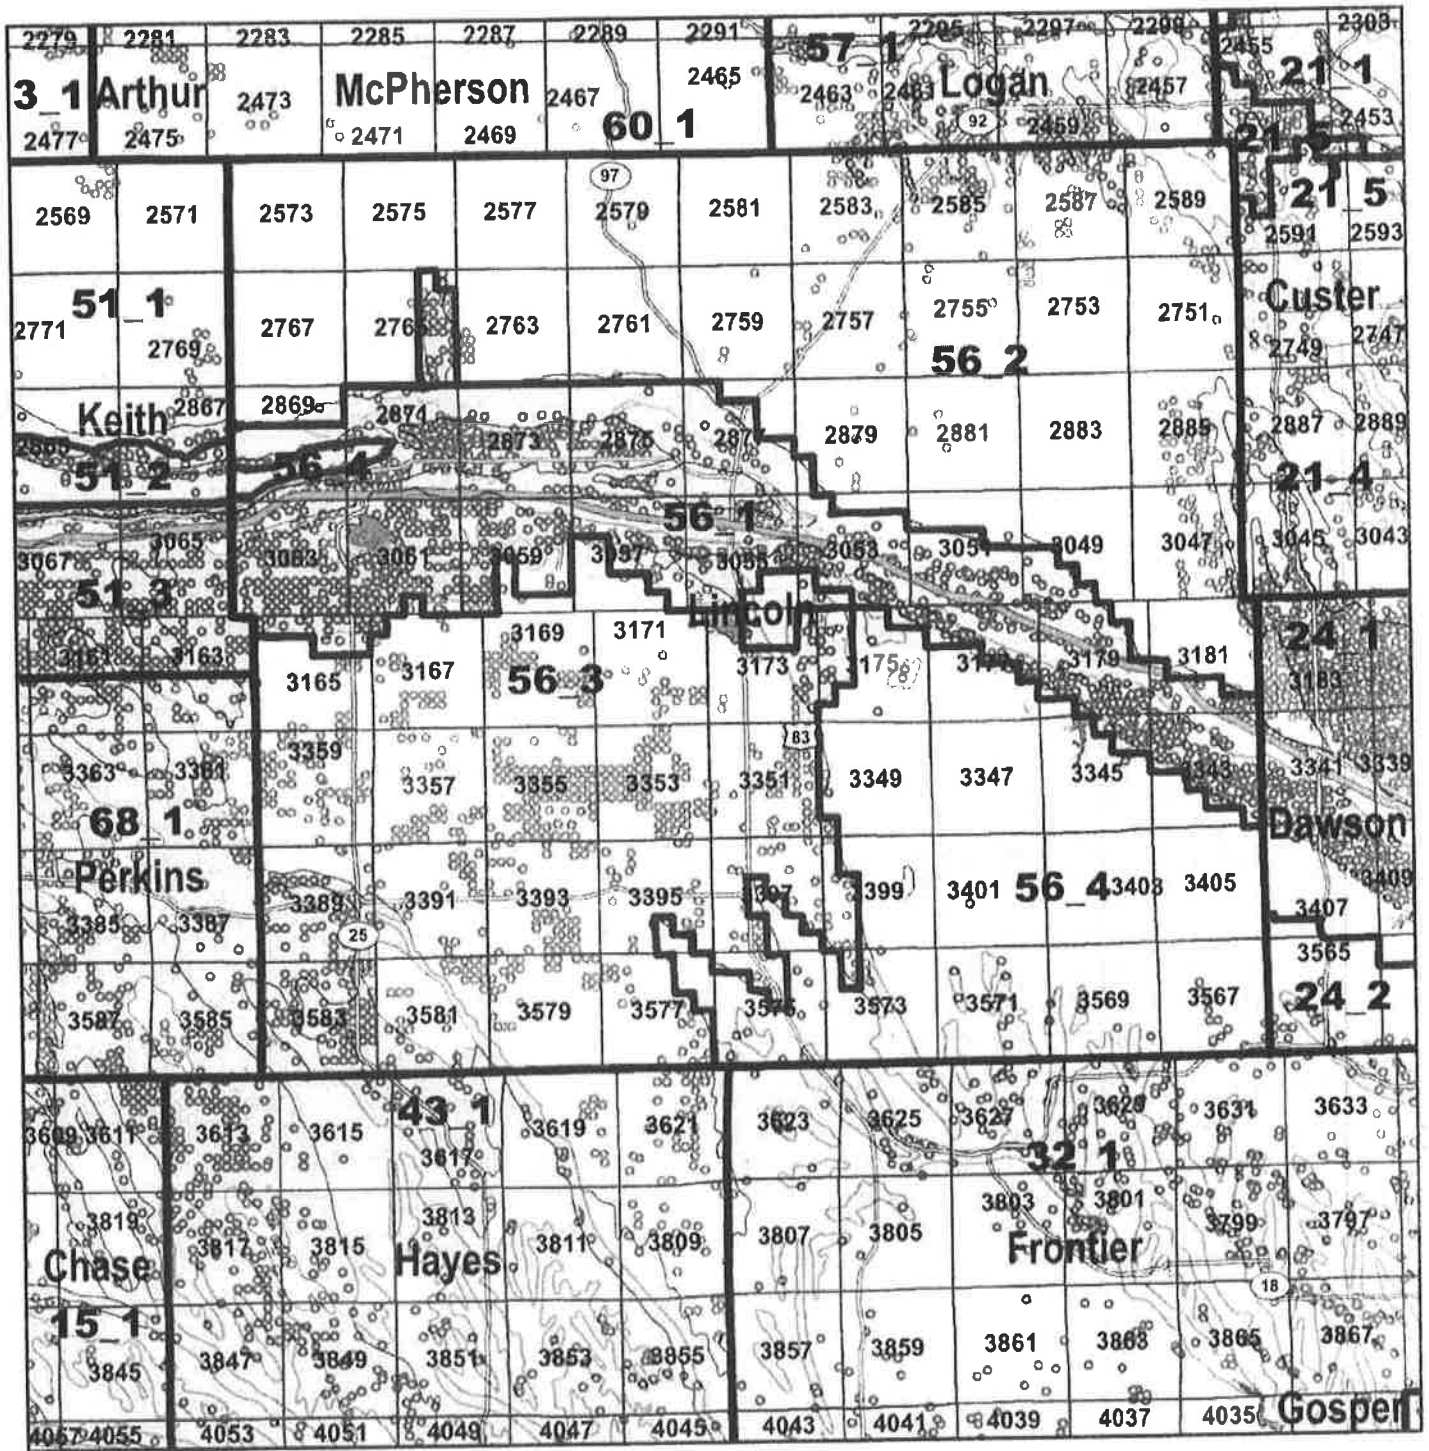 2279 2281 2283 2285 2287 2289 2291 57_1 2295 2297 2299 2303
2455
3_1 Arthur McPherson 2465 Logan 21_1
2473 2467 2463 2461 2457
2477 2475 2471 2469 60_1 92 2459 2453
21_5
97
2569 2571 2573 2575 2577 2579 2581 2583 2585 2587 2589 21_5
2591 2593
51_1 Custer
2771 2769 2767 2765 2763 2761 2759 2757 2755 2753 2751 2749 2747
56_2
Keith 2867 2869 2871
2865 2873 2875 2877 2879 2881 2883 2885 2887 2889
51_2 56_4 21_4
56_1
3067 3065 3063 3061 3059 3057 3055 3053 3051 3049 3047 3045 3043
51_3
Lincoln 24_1
3161 3163 3165 3167 3169 3171 3173 3175 3177 3179 3181 3183
56_3
83
3363 3361 3359 3357 3355 3353 3351 3349 3347 3345 3343 3341 3339
68_1 Dawson
Perkins
3385 3387 3389 3391 3393 3395 3397 3399 3401 56_4 3403 3405 3407 3409
25
3565
3587 3585 3583 3581 3579 3577 3575 3573 3571 3569 3567 24_2
43_1
3609 3611 3613 3615 3617 3619 3621 3623 3625 3627 3629 3631 3633
32_1
3819 3817 3815 3813 3811 3809 3807 3805 3803 3801 3799 3797
Chase Hayes Frontier
18
15_1
3845 3847 3849 3851 3853 3855 3857 3859 3861 3863 3865 3867
Gosper
4057 4055 4053 4051 4049 4047 4045 4043 4041 4039 4037 4035